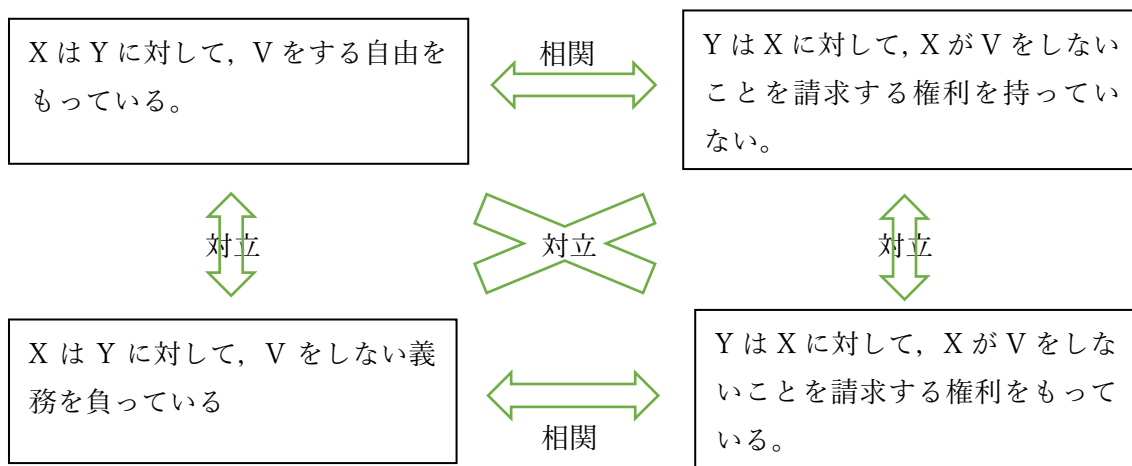 X は Y に対して，V をする自由を
もっている。
相関
Y は X に対して，X が V をしない
ことを請求する権利を持ってい
ない。
対立
対立
対立
X は Y に対して，V をしない義
務を負っている
相関
Y は X に対して，X が V をしな
いことを請求する権利をもって
いる。